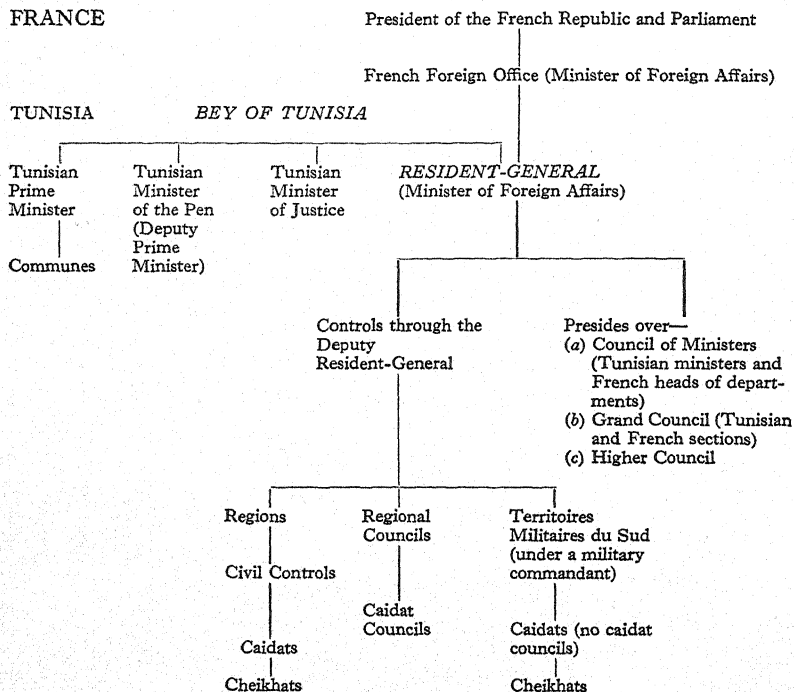 FRANCE
President of the French Republic and Parliament
French Foreign Office (Minister of Foreign Affairs)
TUNISIA
BEY OF TUNISIA
Tunisian
Prime
Minister
Communes
Tunisian
Minister
of the Pen
(Deputy
Prime
Minister)
Tunisian
Minister
of Justice
RESIDENT-GENERAL
(Minister of Foreign Affairs)
Controls through the
Deputy
Resident-General
Presides over—
(a) Council of Ministers
(Tunisian ministers and
French heads of depart-
ments)
(b) Grand Council (Tunisian
and French sections)
(c) Higher Council
Regions
Civil Controls
Caidats
Cheikhats
Regional
Councils
Caidat
Councils
Territoires
Militaires du Sud
(under a military
commandant)
Caidats (no caidat
councils)
Cheikhats